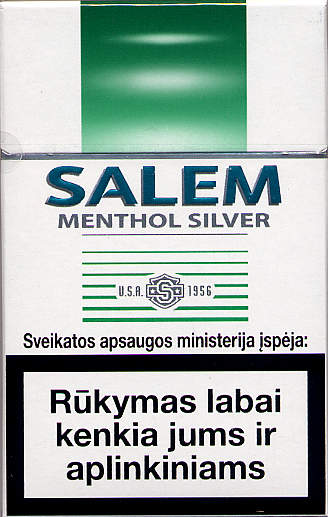 SALEM
MENTHOL SILVER
U.S.A. S 1956
Sveikatos apsaugos ministerija įspėja:
Rūkymas labai
kenkia jums ir
aplinkiniams